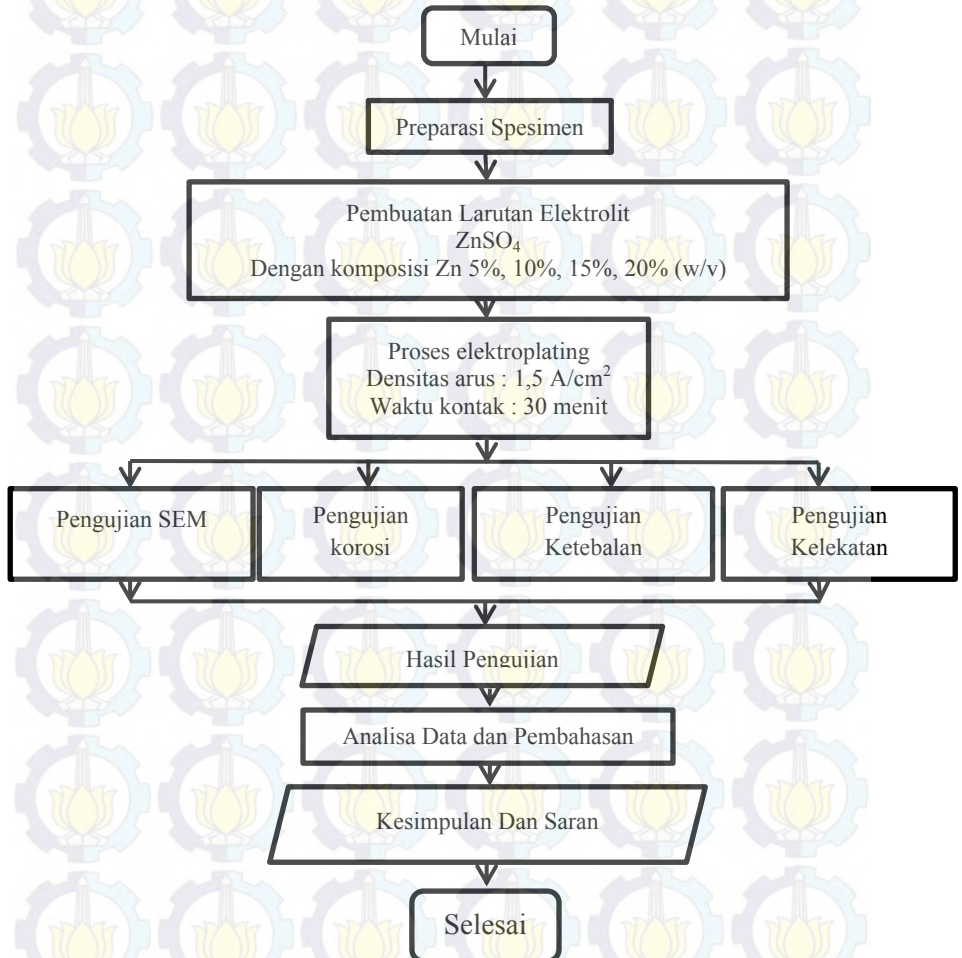 Mulai
Preparasi Spesimen
Pembuatan Larutan Elektrolit
ZnSO₄
Dengan komposisi Zn 5%, 10%, 15%, 20% (w/v)
Proses elektroplating
Densitas arus : 1,5 A/cm²
Waktu kontak : 30 menit
Pengujian SEM
Pengujian
korosi
Pengujian
Ketebalan
Pengujian
Kelekatan
Hasil Pengujian
Analisa Data dan Pembahasan
Kesimpulan Dan Saran
Selesai